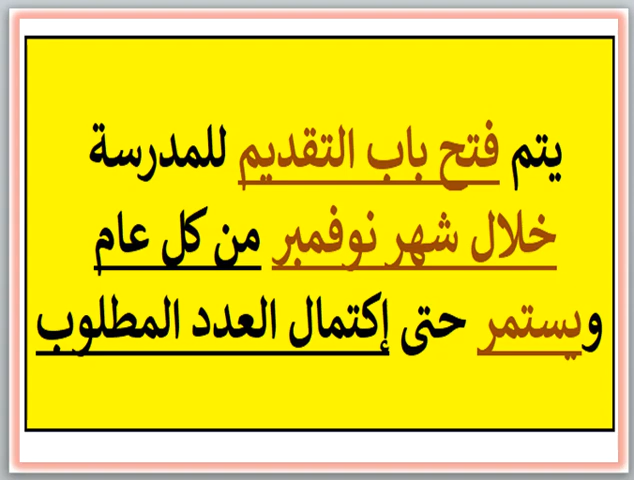 يتم فتح باب التقديم للمدرسة
خلال شهر نوفمبر من كل عام
ويستمر حتى إكتمال العدد المطلوب